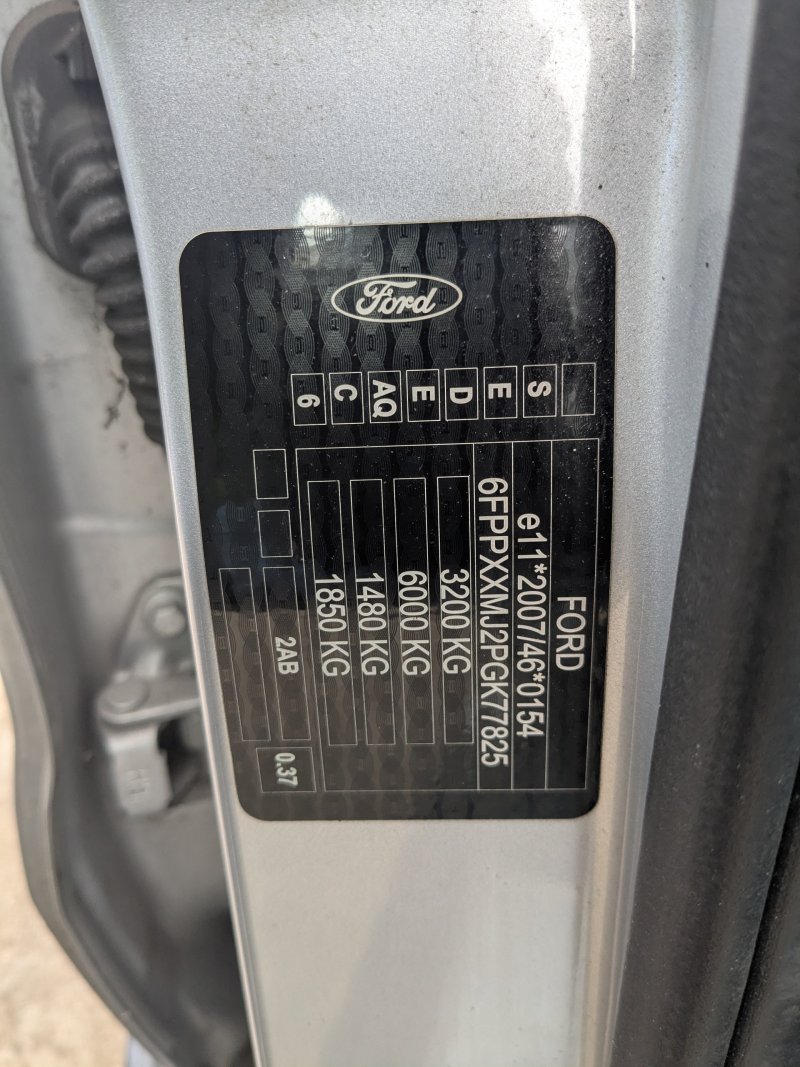 Ford
FORD
e11*2007/46*0154
6FPPXXMJ2PGK77825
3200 KG
6000 KG
1480 KG
1850 KG
S
E
D
E
AQ
C
6
2AB
0.37